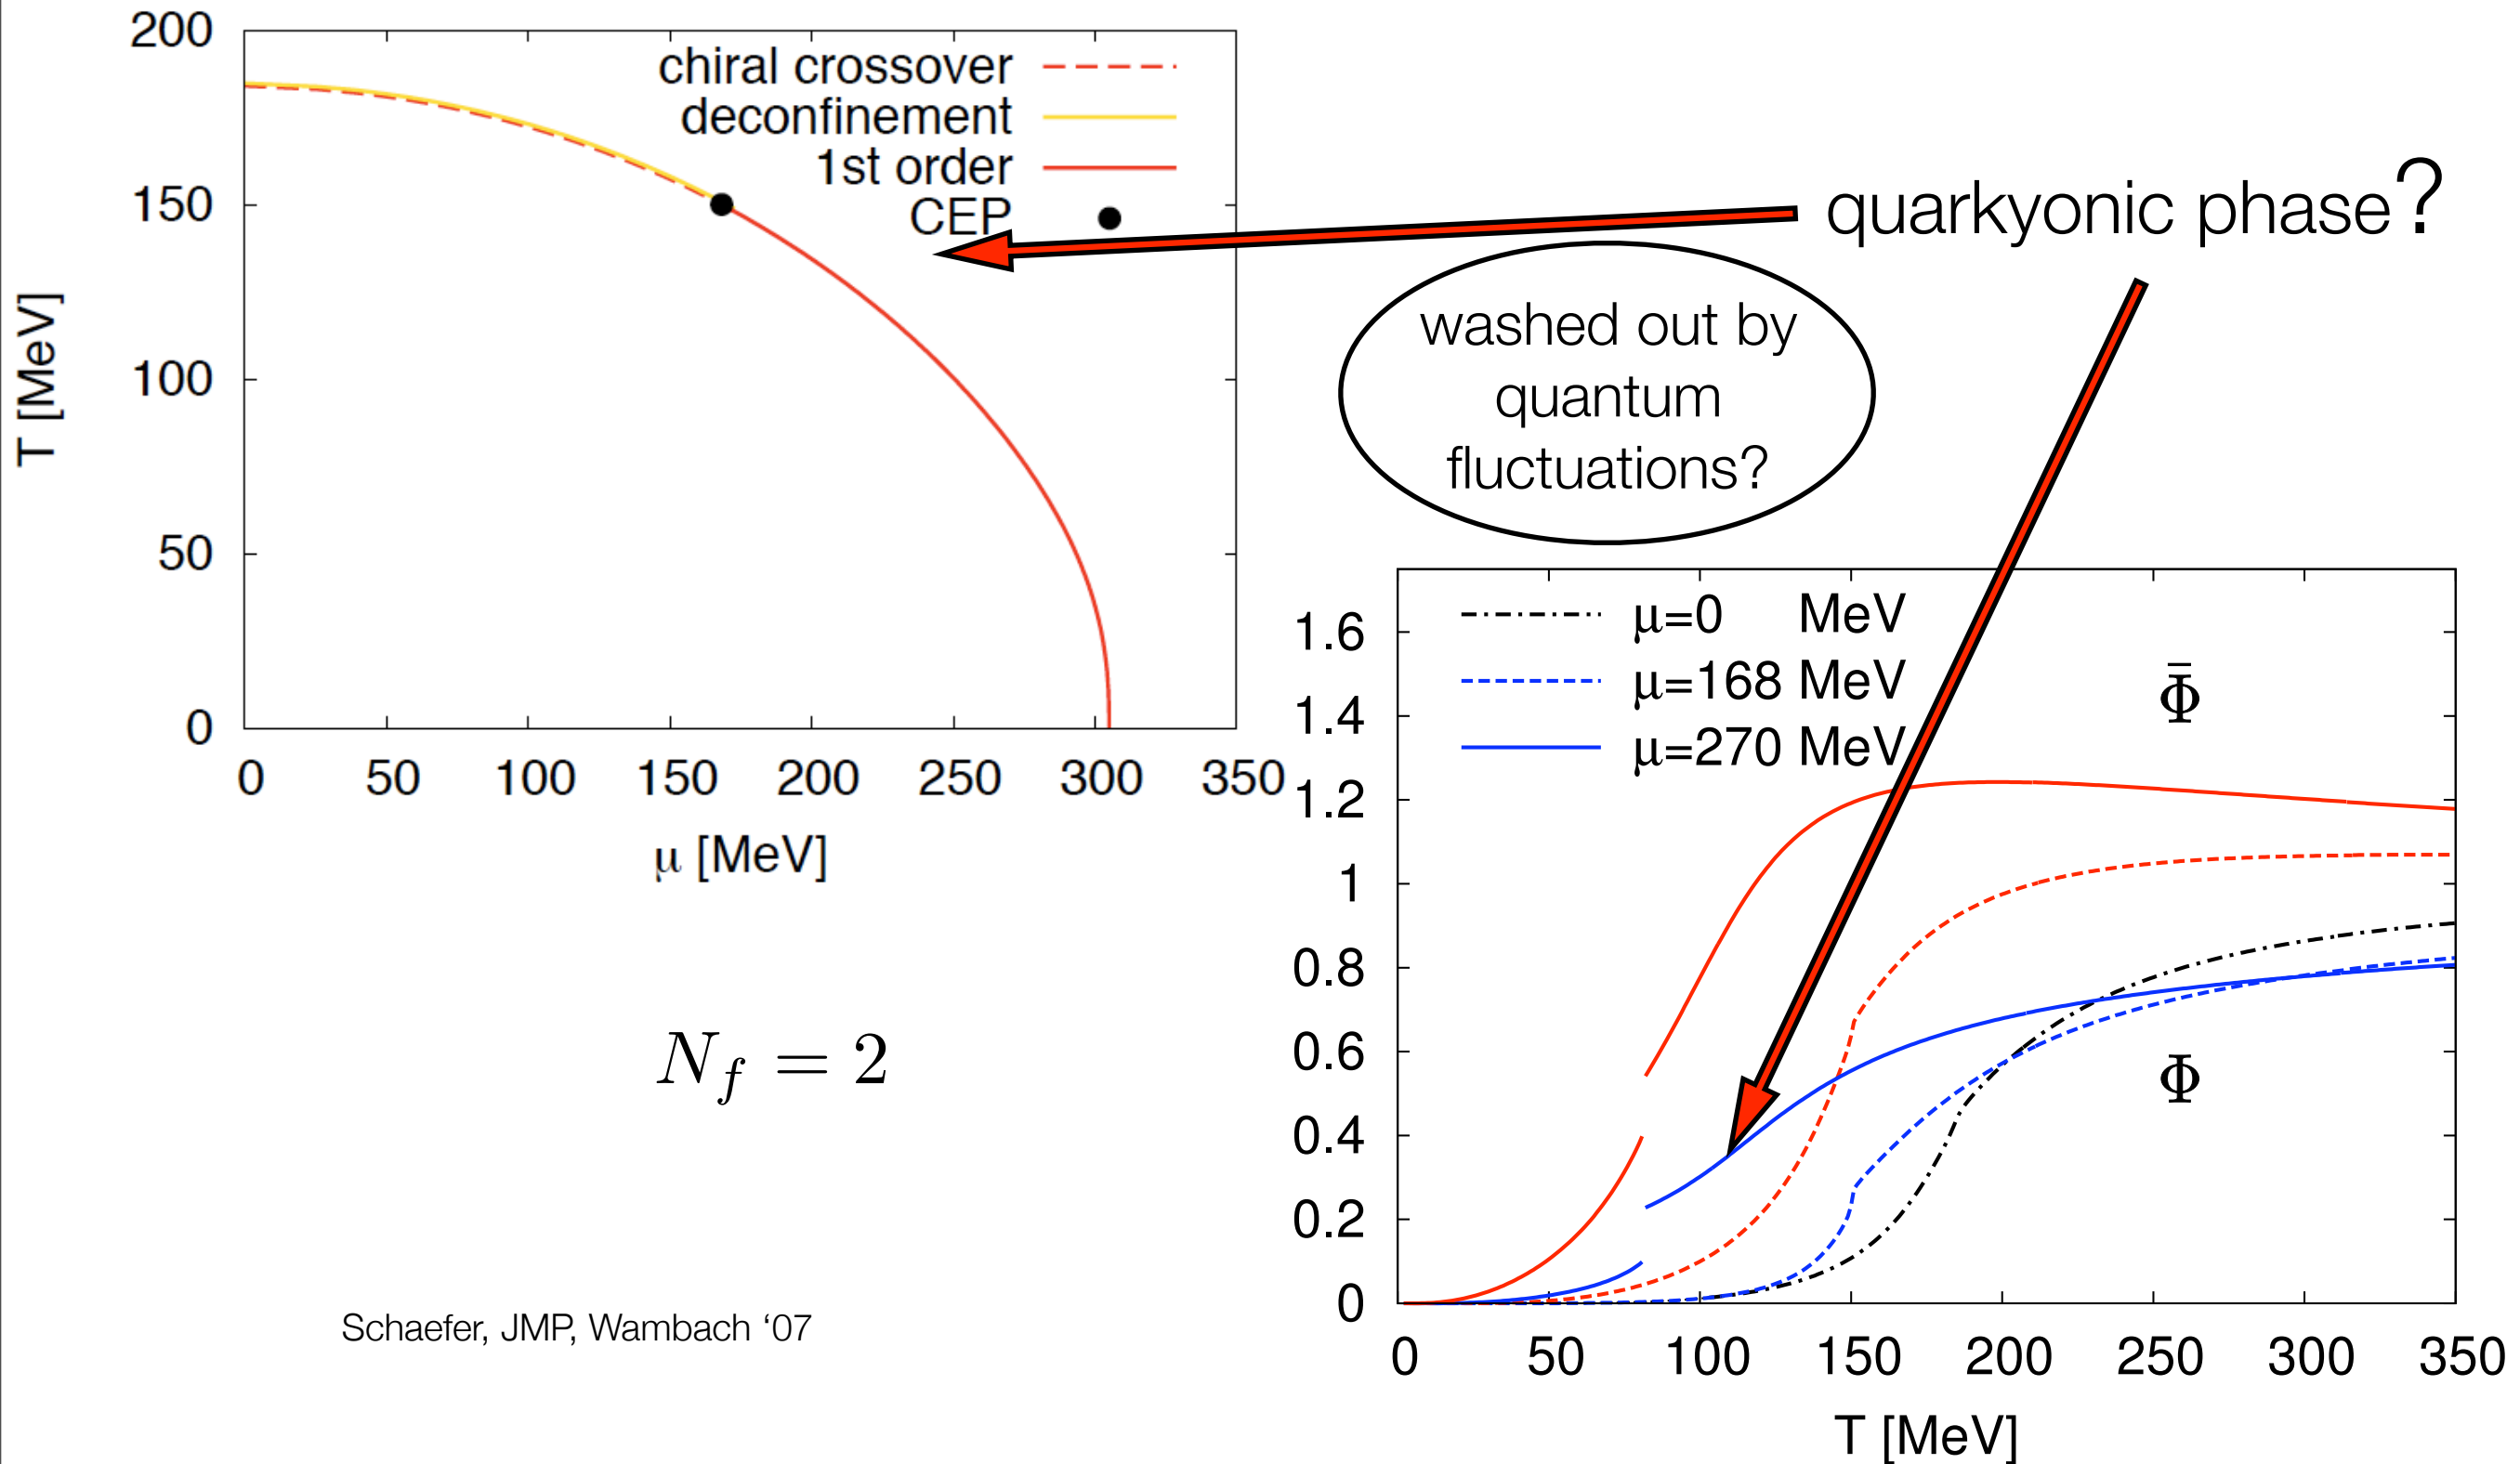 200
150
100
50
0
T [MeV]
chiral crossover
deconfinement
1st order
CEP
0 50 100 150 200 250 300 350
μ [MeV]
quarkyonic phase?
washed out by
quantum
fluctuations?
N_f = 2
Schaefer, JMP, Wambach ‘07
1.6
1.4
1.2
1
0.8
0.6
0.4
0.2
0
μ=0 MeV
μ=168 MeV
μ=270 MeV
Φ̄
Φ
0 50 100 150 200 250 300 350
T [MeV]